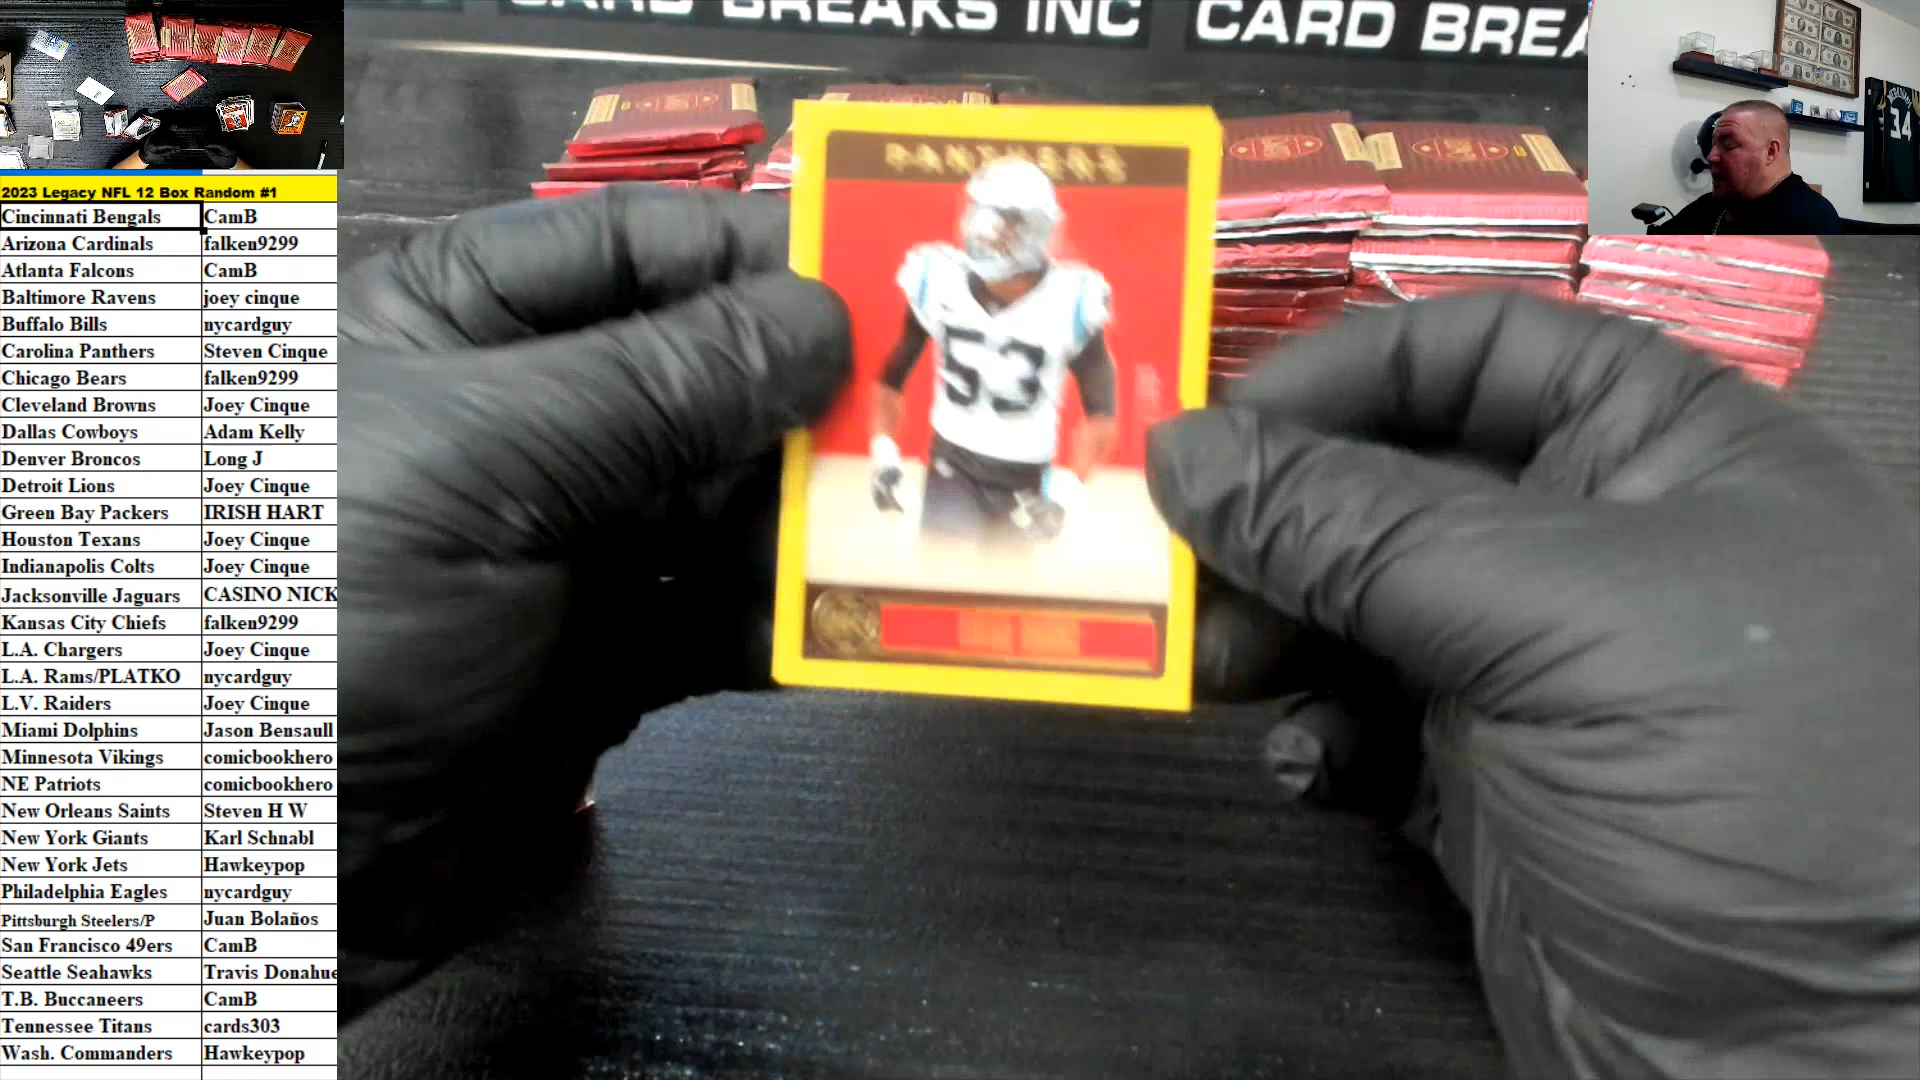 CARD BREAKS INC CARD BREA
34
PANTHERS
53
2023 Legacy NFL 12 Box Random #1
Cincinnati Bengals CamB
Arizona Cardinals falken9299
Atlanta Falcons CamB
Baltimore Ravens joey cinque
Buffalo Bills nycardguy
Carolina Panthers Steven Cinque
Chicago Bears falken9299
Cleveland Browns Joey Cinque
Dallas Cowboys Adam Kelly
Denver Broncos Long J
Detroit Lions Joey Cinque
Green Bay Packers IRISH HART
Houston Texans Joey Cinque
Indianapolis Colts Joey Cinque
Jacksonville Jaguars CASINO NICK
Kansas City Chiefs falken9299
L.A. Chargers Joey Cinque
L.A. Rams/PLATKO nycardguy
L.V. Raiders Joey Cinque
Miami Dolphins Jason Bensaull
Minnesota Vikings comicbookhero
NE Patriots comicbookhero
New Orleans Saints Steven H W
New York Giants Karl Schnabl
New York Jets Hawkeypop
Philadelphia Eagles nycardguy
Pittsburgh Steelers/P Juan Bolaños
San Francisco 49ers CamB
Seattle Seahawks Travis Donahue
T.B. Buccaneers CamB
Tennessee Titans cards303
Wash. Commanders Hawkeypop